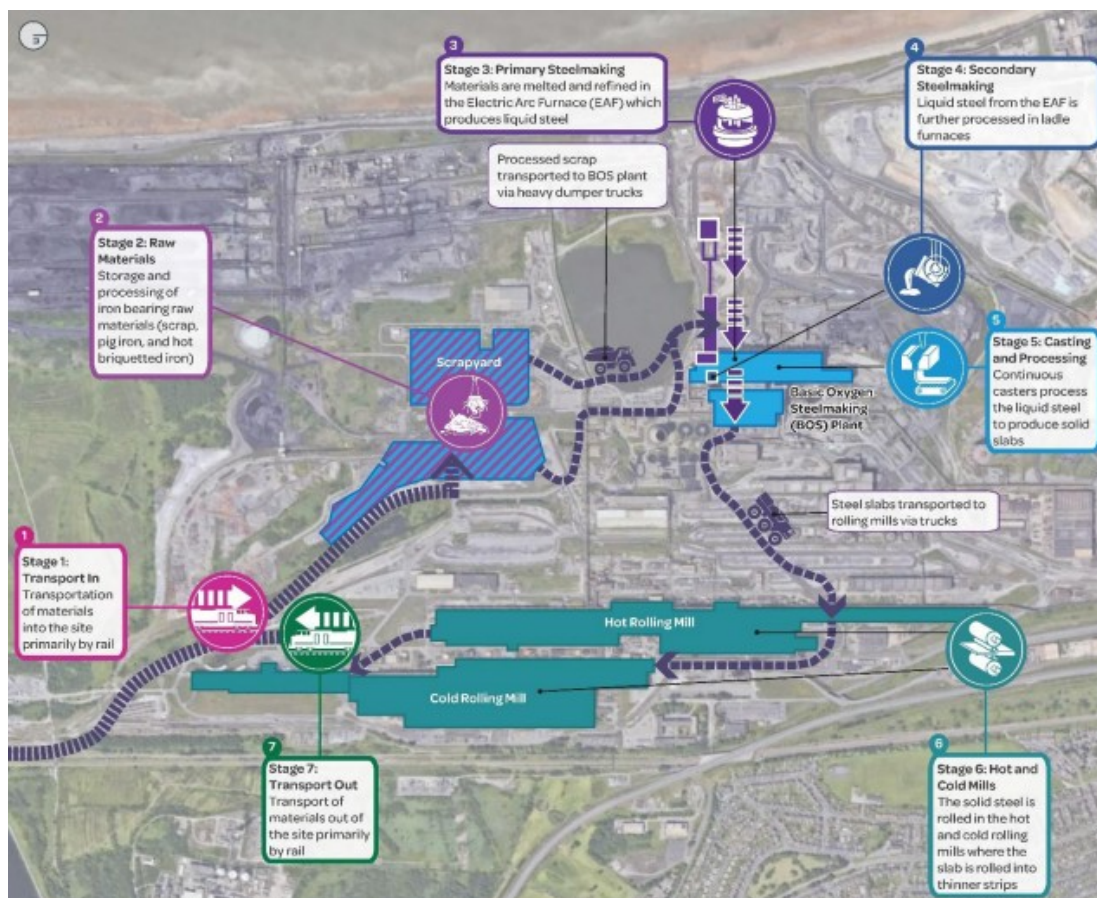 3
Stage 3: Primary Steelmaking
Materials are melted and refined in
the Electric Arc Furnace (EAF) which
produces liquid steel
4
Stage 4: Secondary
Steelmaking
Liquid steel from the EAF is
further processed in ladle
furnaces
Processed scrap
transported to BOS plant
via heavy dumper trucks
2
Stage 2: Raw
Materials
Storage and
processing of
iron bearing raw
materials (scrap,
pig iron, and hot
briquetted iron)
Scrapyard
5
Stage 5: Casting
and Processing
Continuous
casters process
the liquid steel
to produce solid
slabs
Basic Oxygen
Steelmaking
(BOS) Plant
Steel slabs transported to
rolling mills via trucks
1
Stage 1:
Transport In
Transportation
of materials
into the site
primarily by rail
Hot Rolling Mill
Cold Rolling Mill
7
Stage 7:
Transport Out
Transport of
materials out of
the site primarily
by rail
6
Stage 6: Hot and
Cold Mills
The solid steel is
rolled in the hot
and cold rolling
mills where the
slab is rolled into
thinner strips